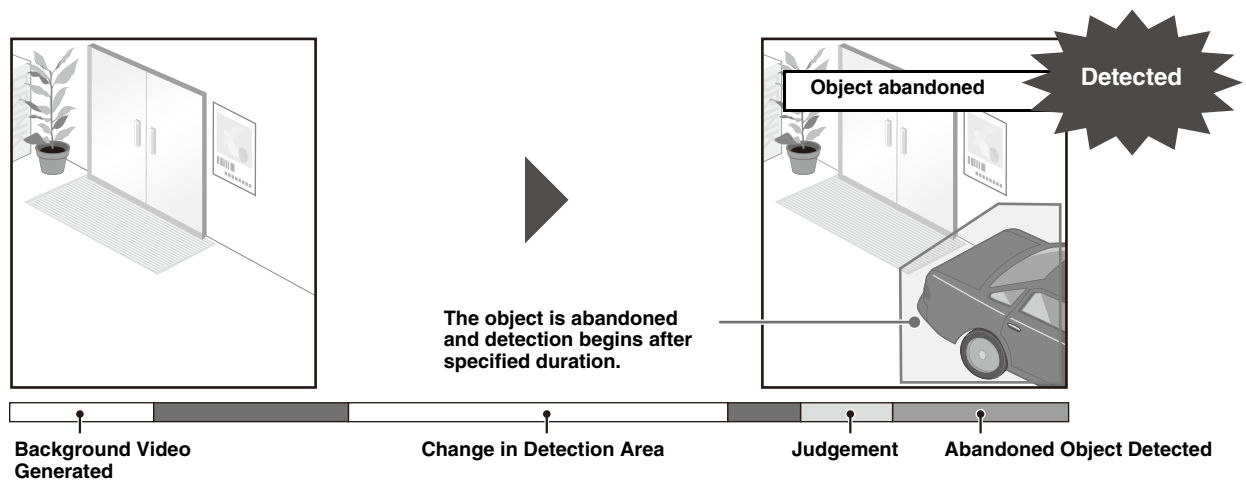 Object abandoned
Detected
The object is abandoned
and detection begins after
specified duration.
Background Video
Generated
Change in Detection Area
Judgement
Abandoned Object Detected